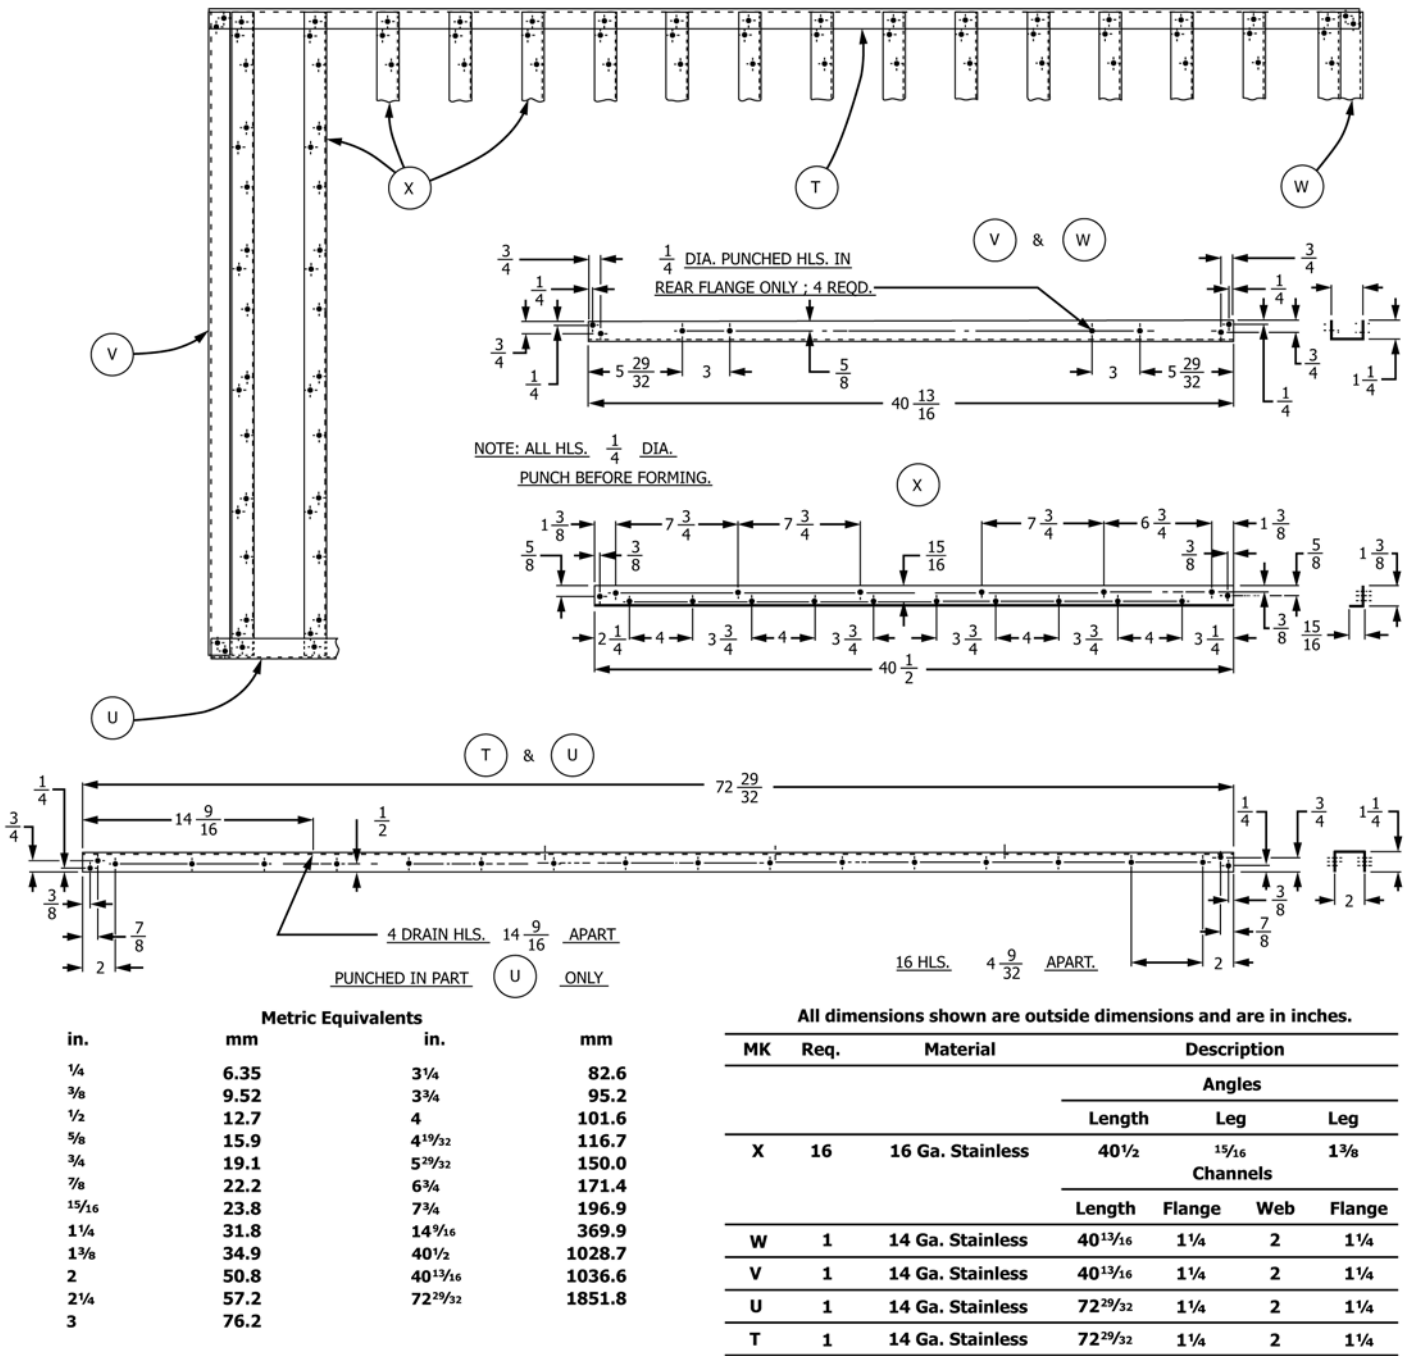 X
T
W
V
U
V & W
3/4
1/4 DIA. PUNCHED HLS. IN
REAR FLANGE ONLY ; 4 REQD.
3/4
1/4
1/4
3/4
1/4
5 29/32
3
5/8
3
5 29/32
3/4
1/4
1 1/4
40 13/16
NOTE: ALL HLS. 1/4 DIA.
PUNCH BEFORE FORMING.
X
1 3/8
7 3/4
7 3/4
7 3/4
6 3/4
1 3/8
5/8
3/8
15/16
3/8
5/8
1 3/8
2 1/4
4
3 3/4
4
3 3/4
3 3/4
4
3 3/4
4
3 1/4
3/8
15/16
40 1/2
T & U
72 29/32
1/4
3/4
14 9/16
1/2
1/4
3/4
1 1/4
3/8
7/8
2
4 DRAIN HLS. 14 9/16 APART
PUNCHED IN PART U ONLY
16 HLS. 4 9/32 APART.
2
7/8
3/8
2
Metric Equivalents
in. mm in. mm
1/4 6.35 3 1/4 82.6
3/8 9.52 3 3/4 95.2
1/2 12.7 4 101.6
5/8 15.9 4 19/32 116.7
3/4 19.1 5 29/32 150.0
7/8 22.2 6 3/4 171.4
15/16 23.8 7 3/4 196.9
1 1/4 31.8 14 9/16 369.9
1 3/8 34.9 40 1/2 1028.7
2 50.8 40 13/16 1036.6
2 1/4 57.2 72 29/32 1851.8
3 76.2
All dimensions shown are outside dimensions and are in inches.
MK Req. Material Description
Angles
Length Leg Leg
X 16 16 Ga. Stainless 40 1/2 15/16 1 3/8
Channels
Length Flange Web Flange
W 1 14 Ga. Stainless 40 13/16 1 1/4 2 1 1/4
V 1 14 Ga. Stainless 40 13/16 1 1/4 2 1 1/4
U 1 14 Ga. Stainless 72 29/32 1 1/4 2 1 1/4
T 1 14 Ga. Stainless 72 29/32 1 1/4 2 1 1/4